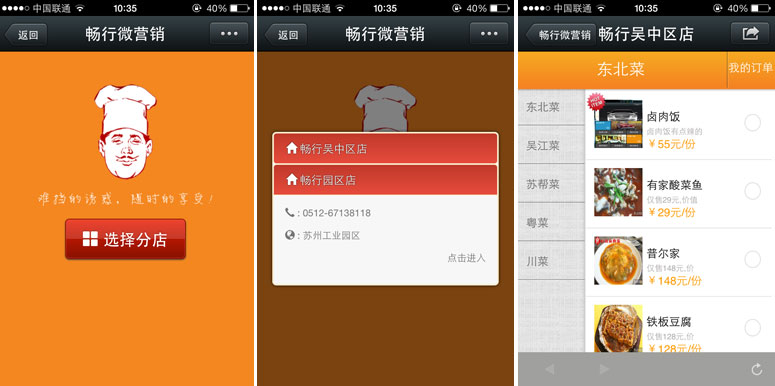 中国联通 10:35 40%
返回 畅行微营销
难挡的诱惑，随时的享受！
选择分店
中国联通 10:35 40%
返回 畅行微营销
畅行吴中区店
畅行园区店
: 0512-67138118
: 苏州工业园区
点击进入
中国联通 10:35 40%
畅行微营销 畅行吴中区店
东北菜 我的订单
东北菜
吴江菜
苏帮菜
粤菜
川菜
HOT ITEM
卤肉饭
卤肉饭有点辣的
￥55元/份
有家酸菜鱼
仅售29元,价值
￥29元/份
普尔家
仅售148元,价
￥148元/份
铁板豆腐
仅售128元，价
￥128元/份